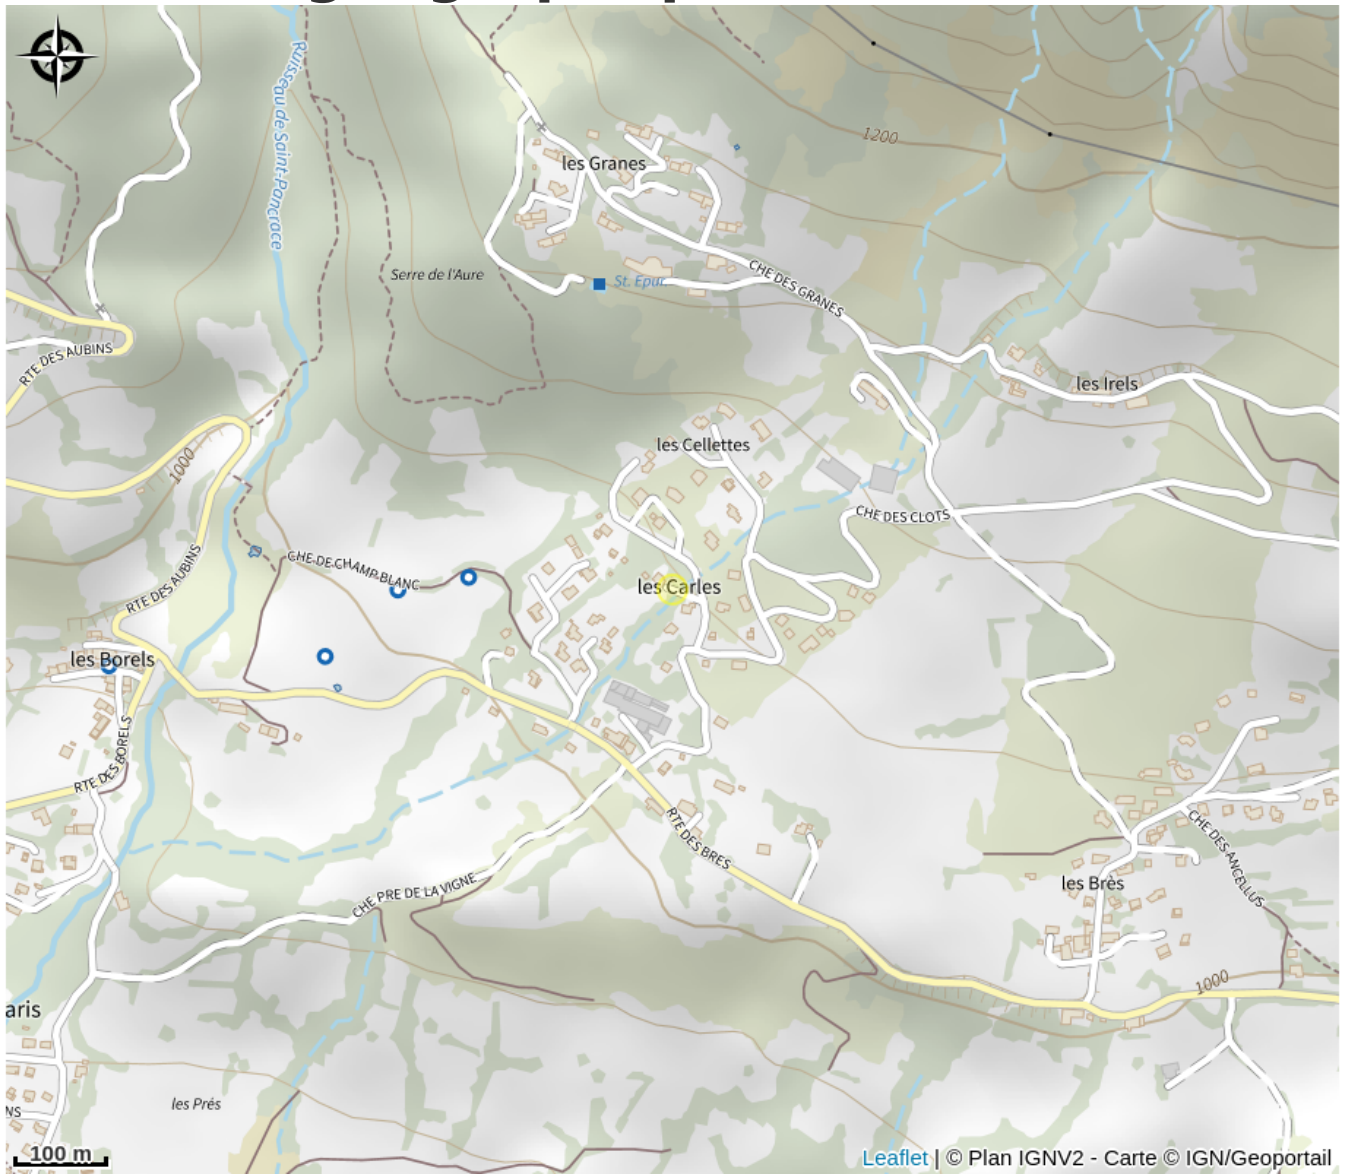 Ruisseau de Saint-Pancrace
1200
les Granes
Serre de l'Aure
St. Epur.
CHE DES GRANES
RTE DES AUBINS
les Irels
les Cellettes
1000
CHE DES CLOTS
CHE DE CHAMP BLANC
RTE DES AUBINS
les Carles
les Borels
RTE DES BORELS
RTE DES BRES
CHE DES ANCELLUS
les Brès
CHE PRE DE LA VIGNE
1000
aris
les Prés
NS
100 m
Leaflet | © Plan IGNV2 - Carte © IGN/Geoportail